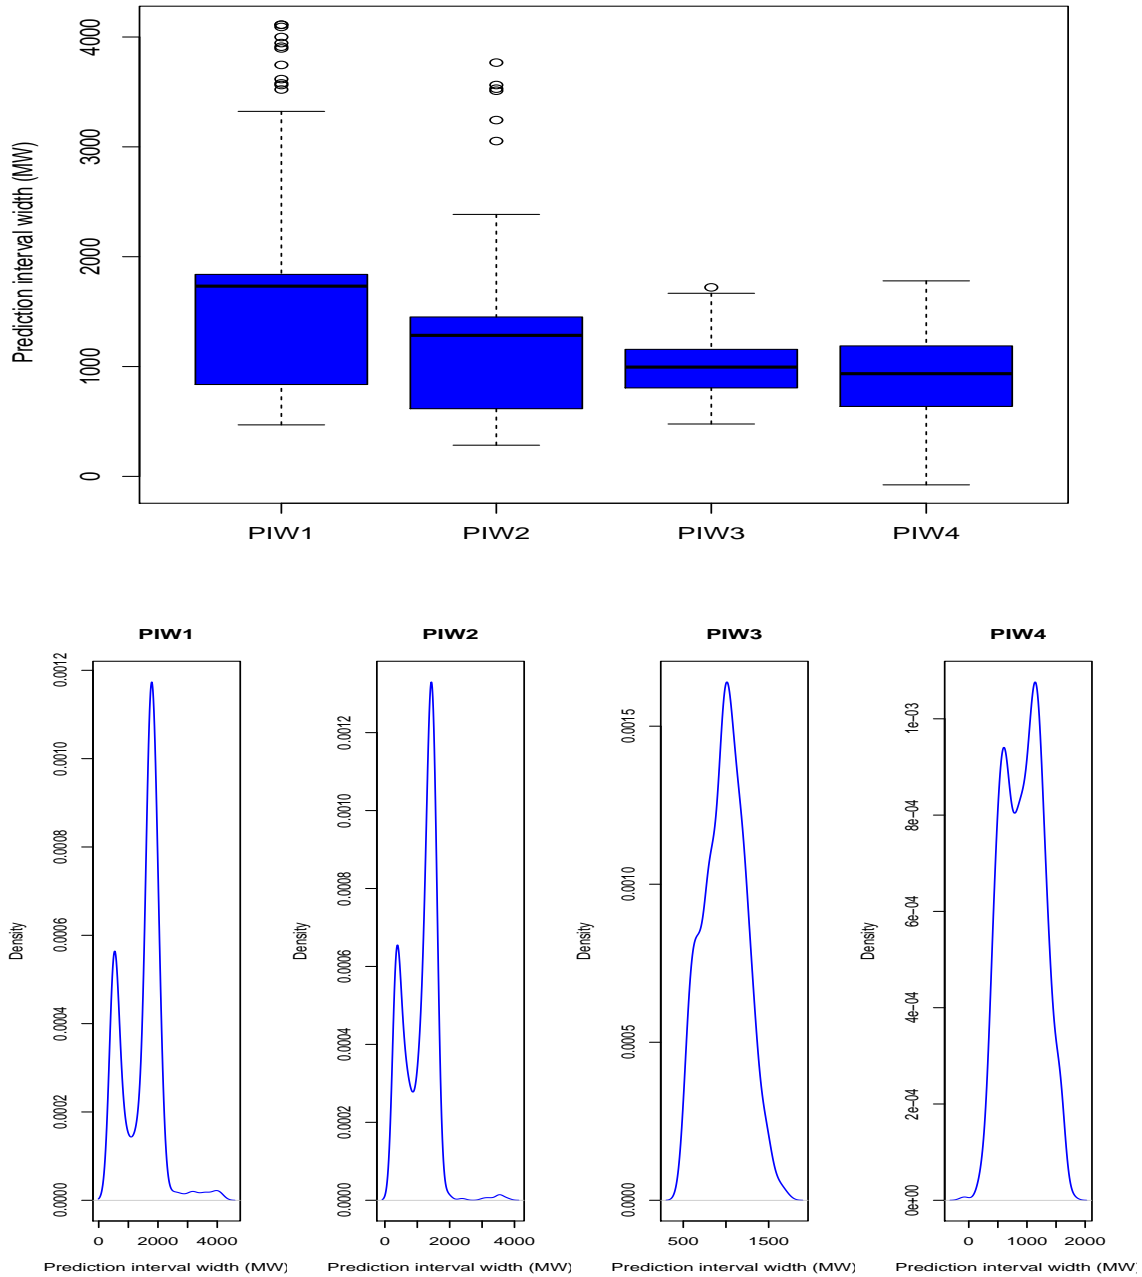 Prediction interval width (MW)
4000
3000
2000
1000
0
PIW1 PIW2 PIW3 PIW4
PIW1
Density
0.0012
0.0010
0.0008
0.0006
0.0004
0.0002
0.0000
0 2000 4000
Prediction interval width (MW)
PIW2
Density
0.0012
0.0010
0.0008
0.0006
0.0004
0.0002
0.0000
0 2000 4000
Prediction interval width (MW)
PIW3
Density
0.0015
0.0010
0.0005
0.0000
500 1500
Prediction interval width (MW)
PIW4
Density
1e-03
8e-04
6e-04
4e-04
2e-04
0e+00
0 1000 2000
Prediction interval width (MW)